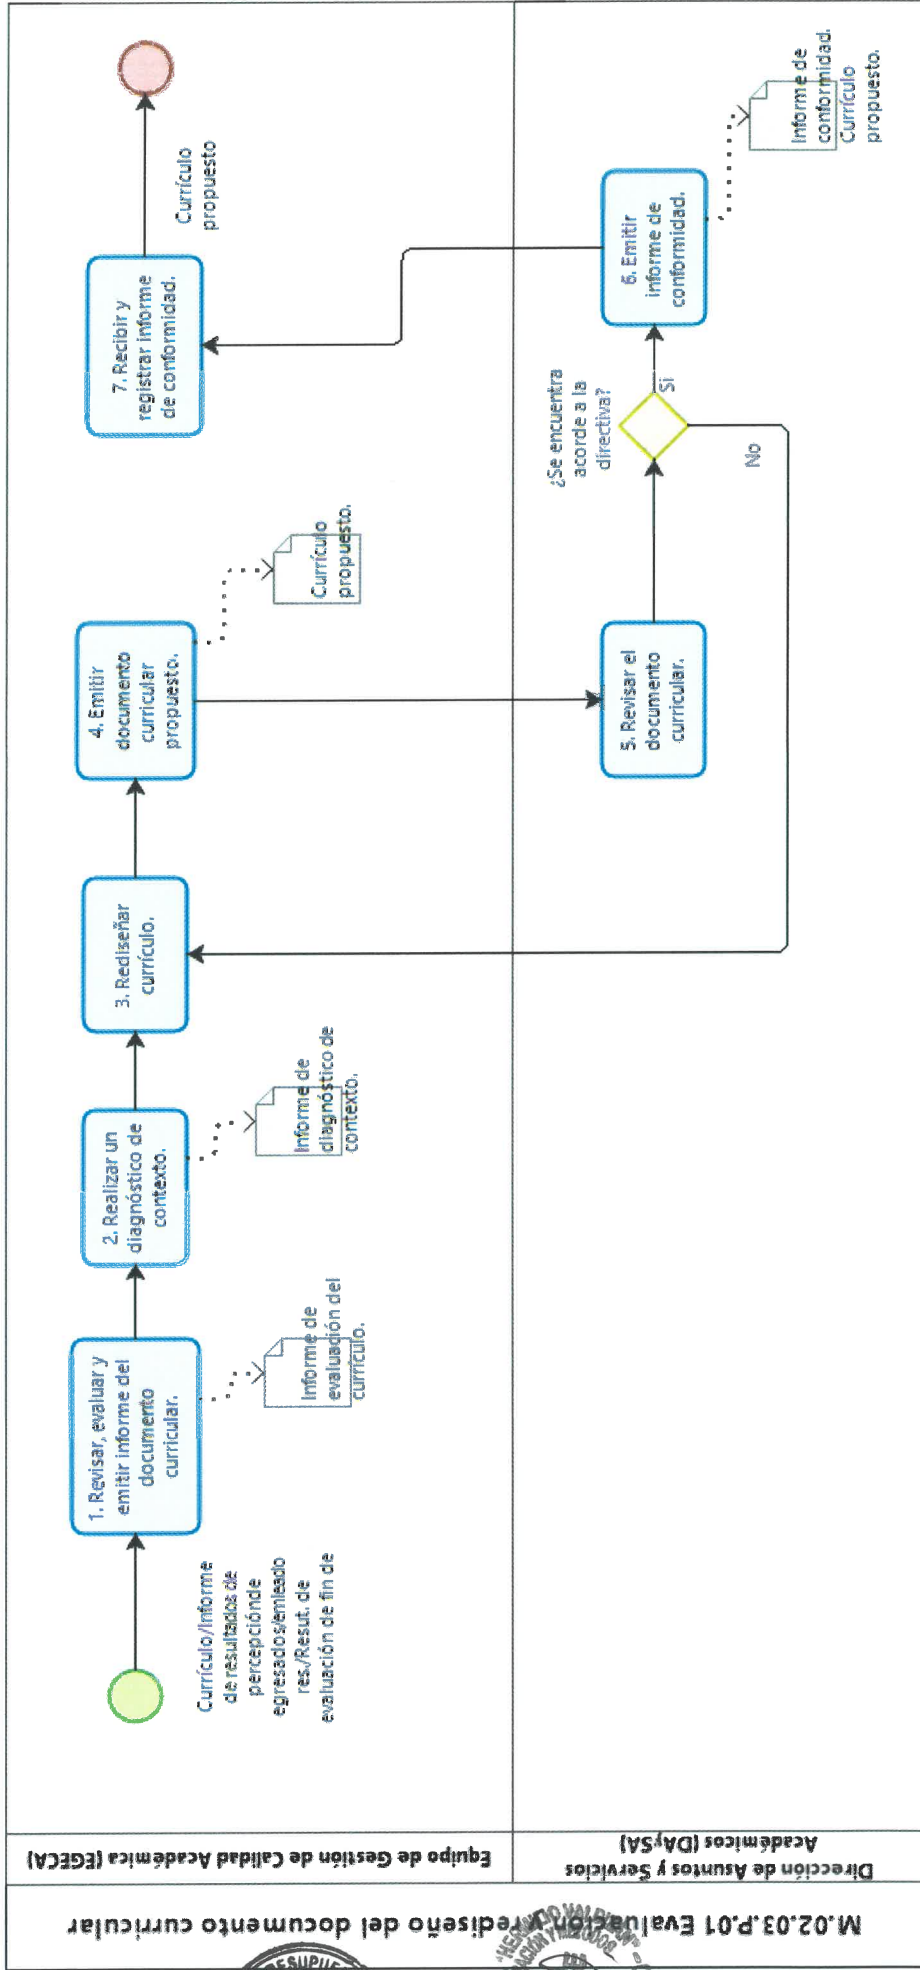 M.02.03.P.01 Evaluación y rediseño del documento curricular
Equipo de Gestión de Calidad Académica (EGECA)
Currículo/Informe
de resultados de
percepciónde
egresados/emleado
res./Resut. de
evaluación de fin de
1. Revisar, evaluar y
emitir informe del
documento
curricular.
Informe de
evaluación del
currículo.
2. Realizar un
diagnóstico de
contexto.
Informe de
diagnóstico de
contexto.
3. Rediseñar
currículo.
4. Emitir
documento
curricular
propuesto.
Currículo
propuesto.
7. Recibir y
registrar informe
de conformidad.
Currículo
propuesto
Dirección de Asuntos y Servicios
Académicos (DAySA)
5. Revisar el
documento
curricular.
¿Se encuentra
acorde a la
directiva?
Si
No
6. Emitir
informe de
conformidad.
Informe de
conformidad.
Currículo
propuesto.